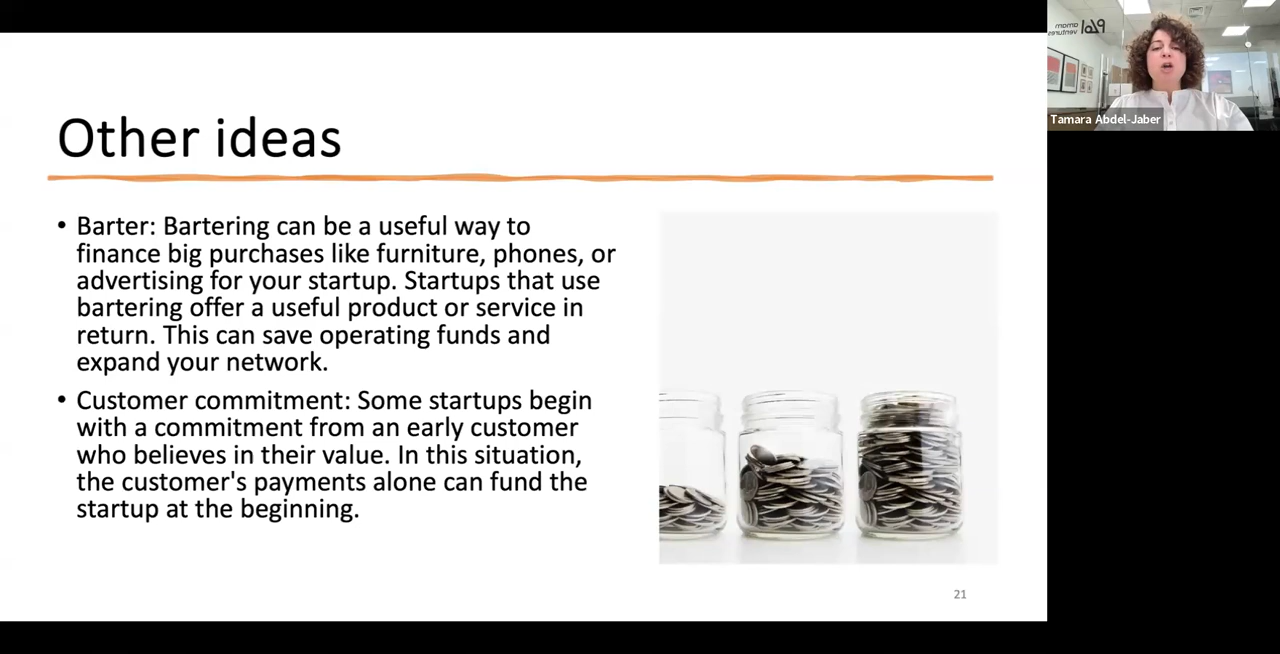 Other ideas
• Barter: Bartering can be a useful way to
finance big purchases like furniture, phones, or
advertising for your startup. Startups that use
bartering offer a useful product or service in
return. This can save operating funds and
expand your network.
• Customer commitment: Some startups begin
with a commitment from an early customer
who believes in their value. In this situation,
the customer's payments alone can fund the
startup at the beginning.
21
amam
ventures
Tamara Abdel-Jaber